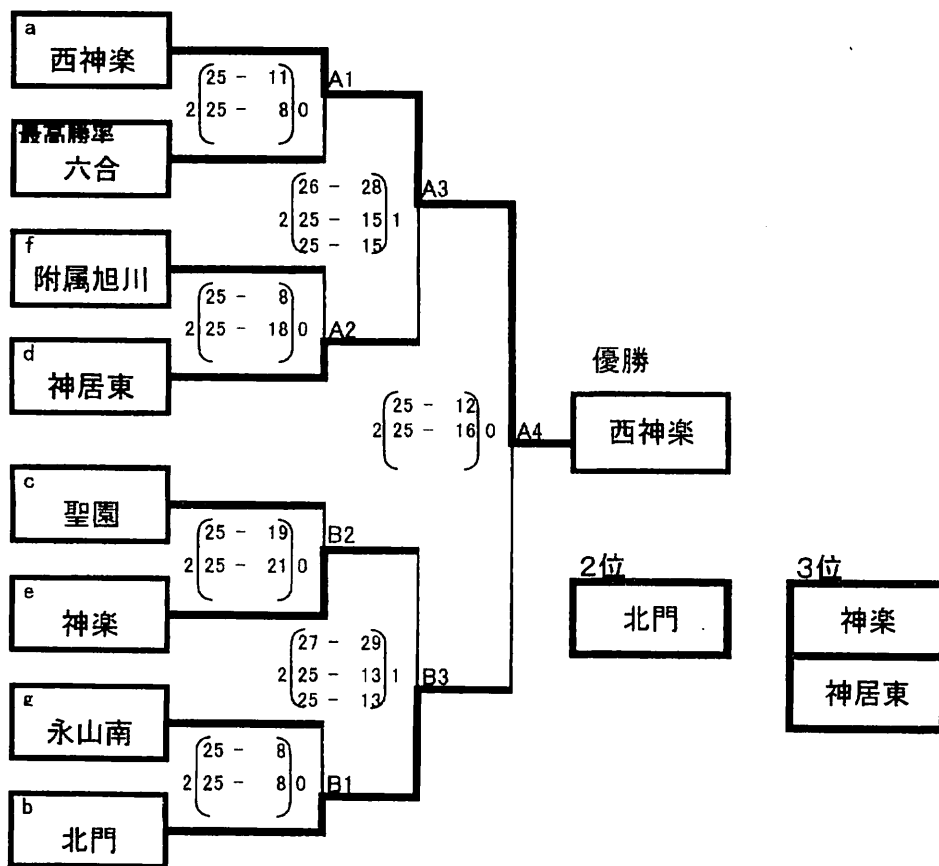 a
西神楽
25 - 11
A1
2 25 - 8 0
最高勝率
六合
26 - 28
A3
2 25 - 15 1
25 - 15
f
附属旭川
25 - 8
2 25 - 18 0
A2
d
神居東
優勝
25 - 12
2 25 - 16 0
A4
西神楽
c
聖園
25 - 19
B2
2 25 - 21 0
e
神楽
2位
北門
3位
神楽
神居東
27 - 29
2 25 - 13 1
B3
25 - 13
g
永山南
25 - 8
2 25 - 8 0
B1
b
北門